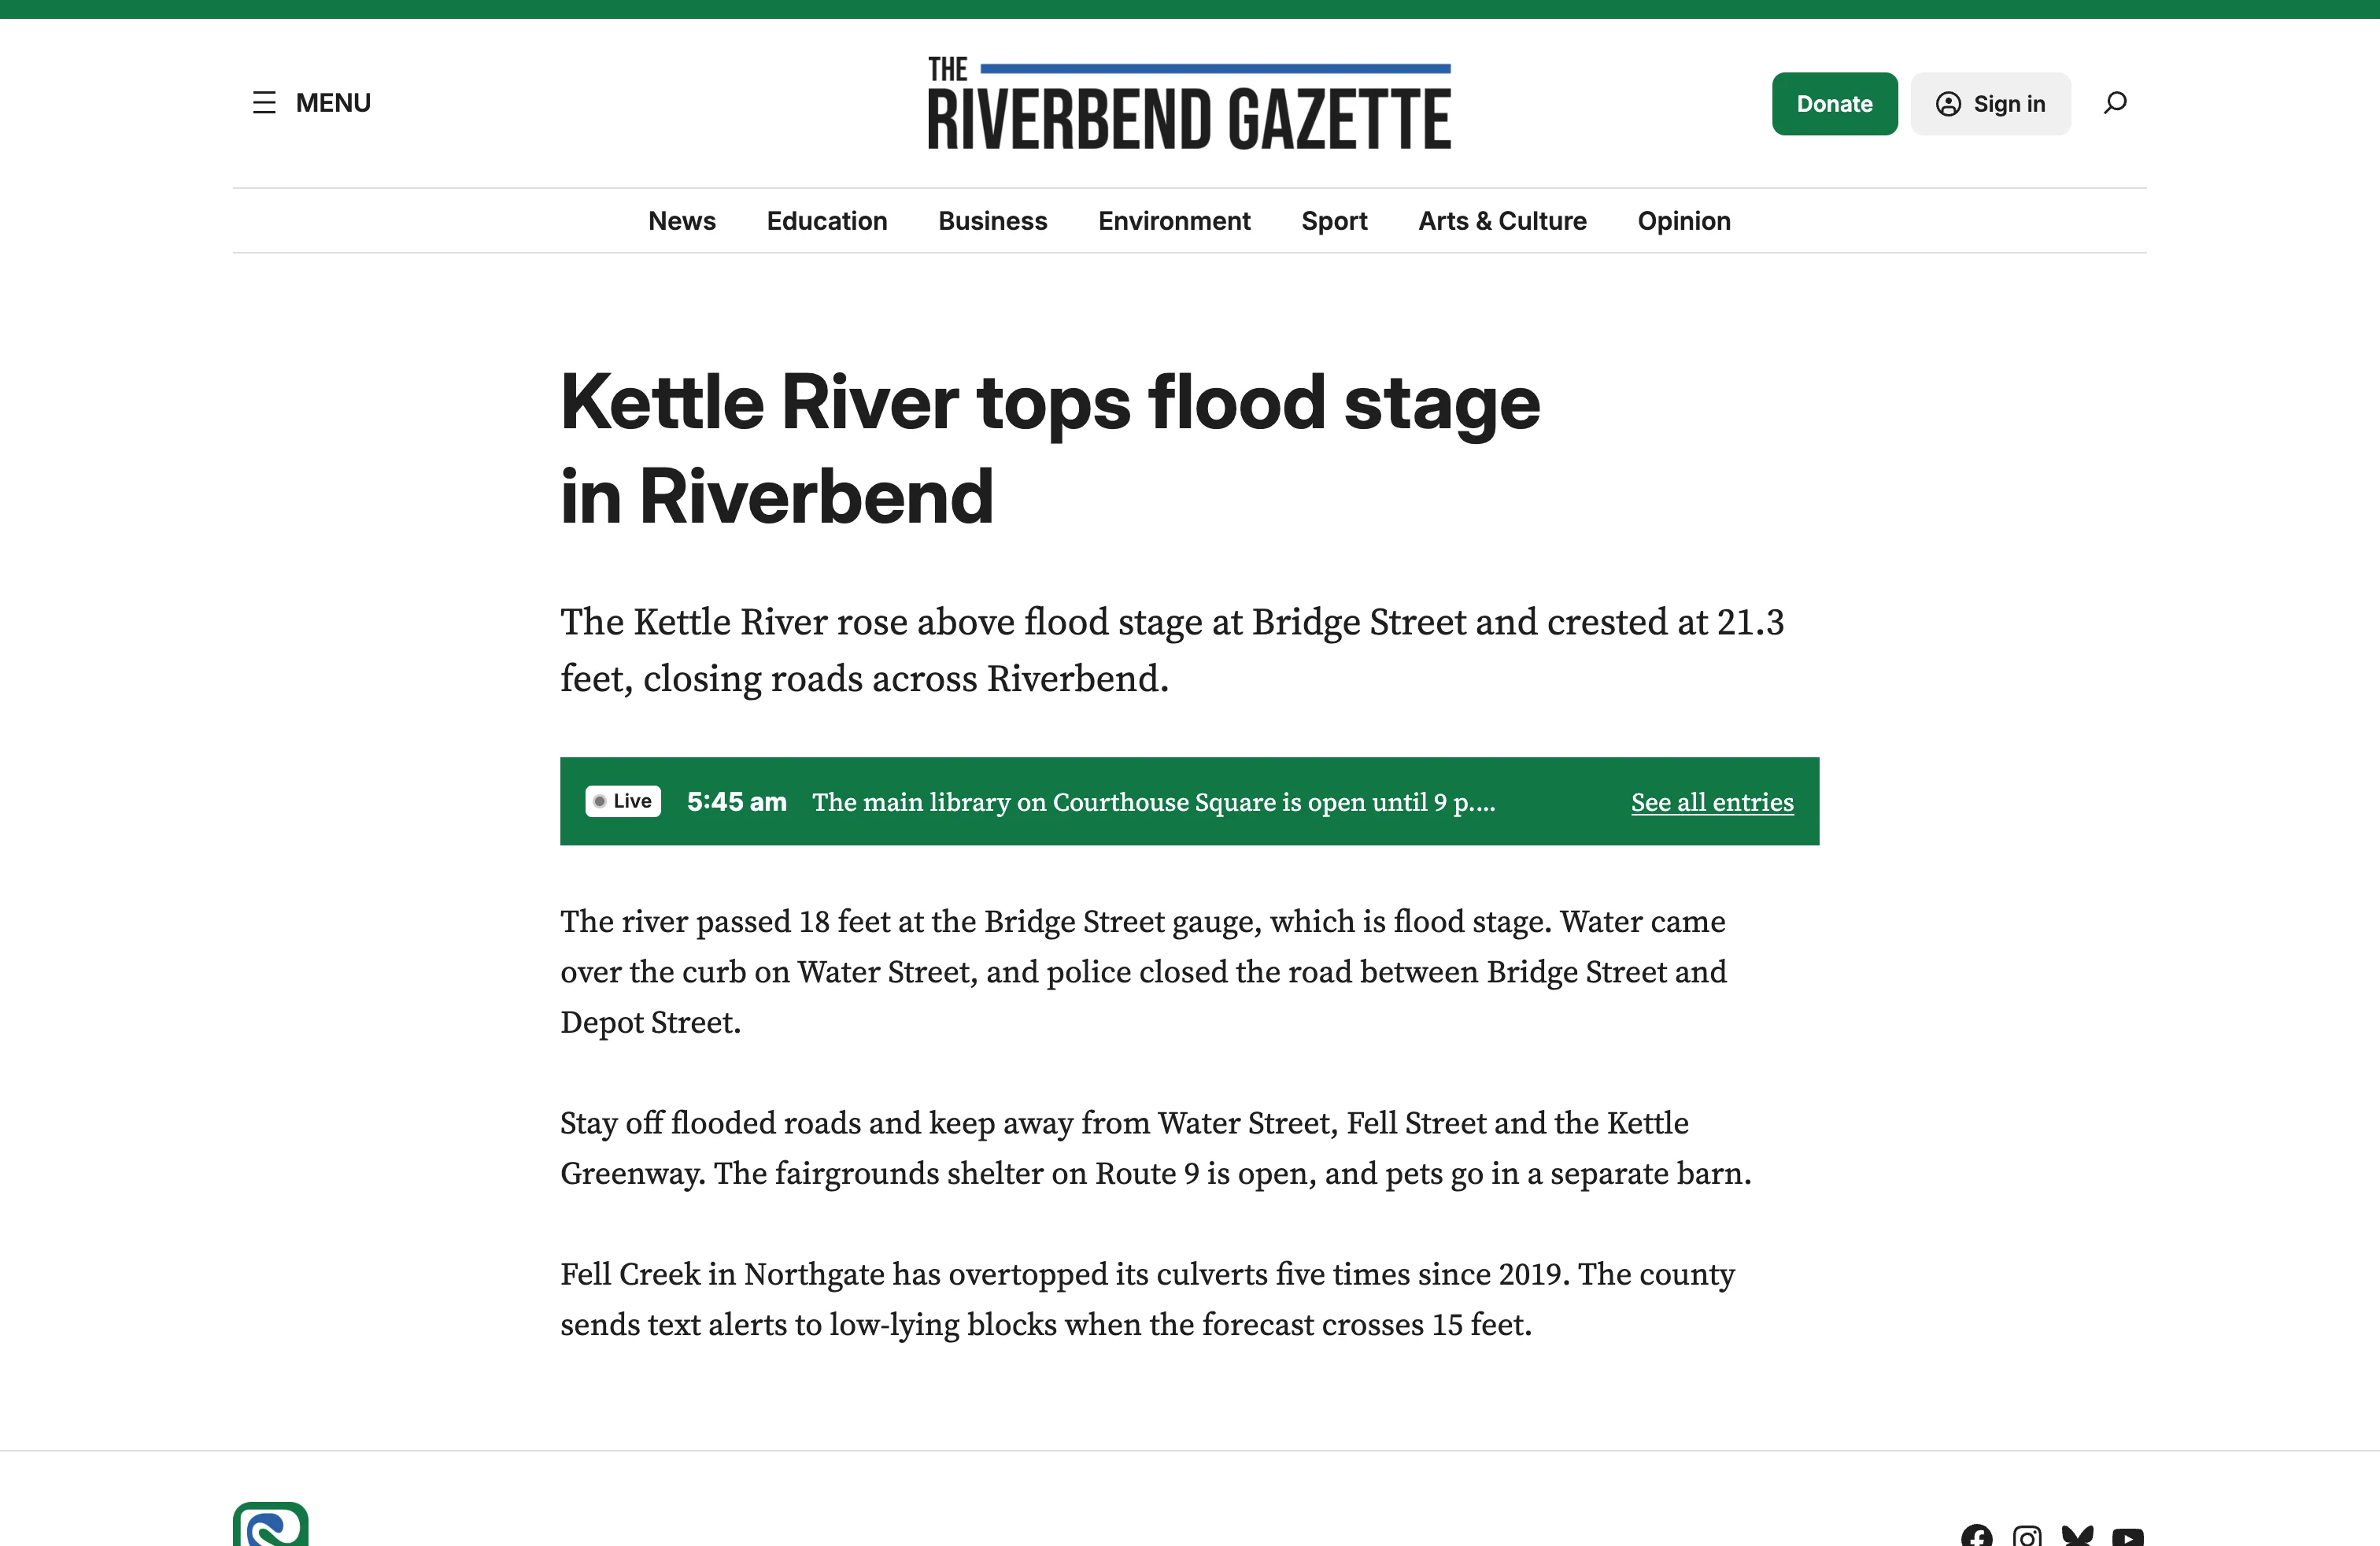 MENU
THE
RIVERBEND GAZETTE
Donate
Sign in
News Education Business Environment Sport Arts & Culture Opinion
Kettle River tops flood stage
in Riverbend
The Kettle River rose above flood stage at Bridge Street and crested at 21.3
feet, closing roads across Riverbend.
Live 5:45 am The main library on Courthouse Square is open until 9 p.... See all entries
The river passed 18 feet at the Bridge Street gauge, which is flood stage. Water came
over the curb on Water Street, and police closed the road between Bridge Street and
Depot Street.
Stay off flooded roads and keep away from Water Street, Fell Street and the Kettle
Greenway. The fairgrounds shelter on Route 9 is open, and pets go in a separate barn.
Fell Creek in Northgate has overtopped its culverts five times since 2019. The county
sends text alerts to low-lying blocks when the forecast crosses 15 feet.